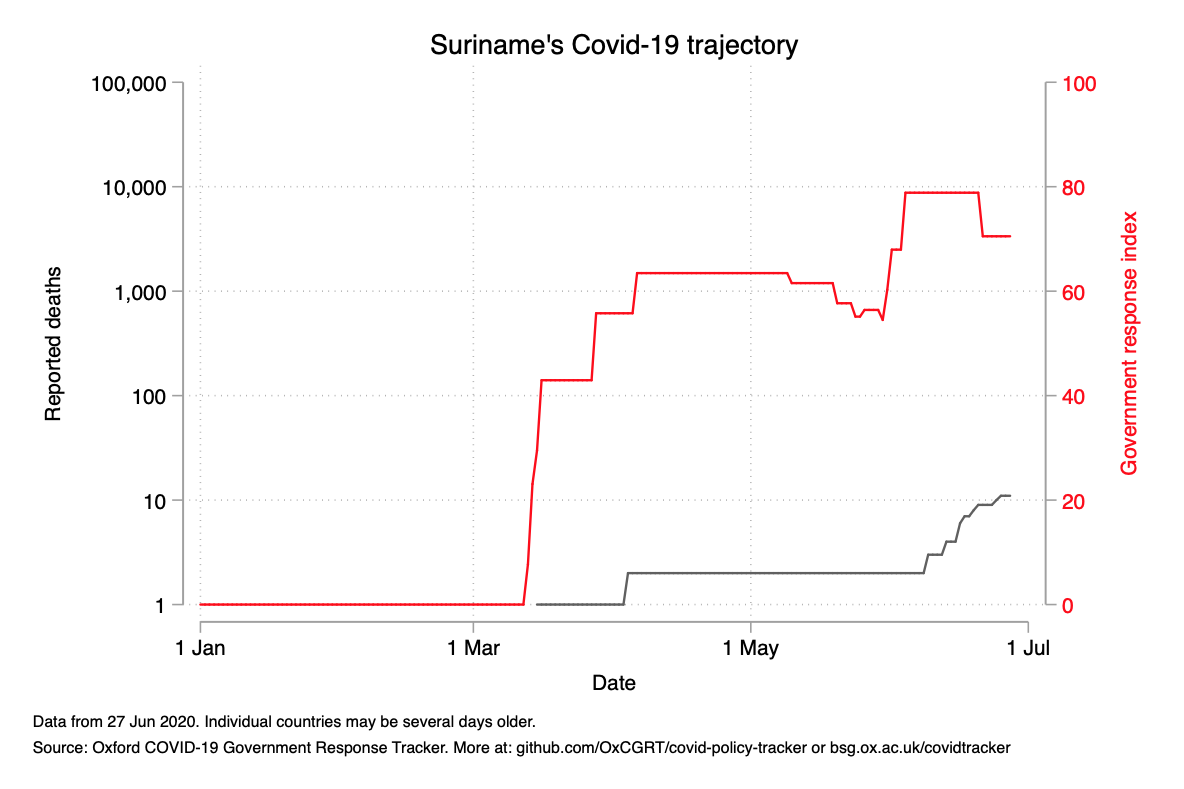 Suriname's Covid-19 trajectory
100,000
10,000
1,000
100
10
1
Reported deaths
100
80
60
40
20
0
Government response index
1 Jan
1 Mar
1 May
1 Jul
Date
Data from 27 Jun 2020. Individual countries may be several days older.
Source: Oxford COVID-19 Government Response Tracker. More at: github.com/OxCGRT/covid-policy-tracker or bsg.ox.ac.uk/covidtracker